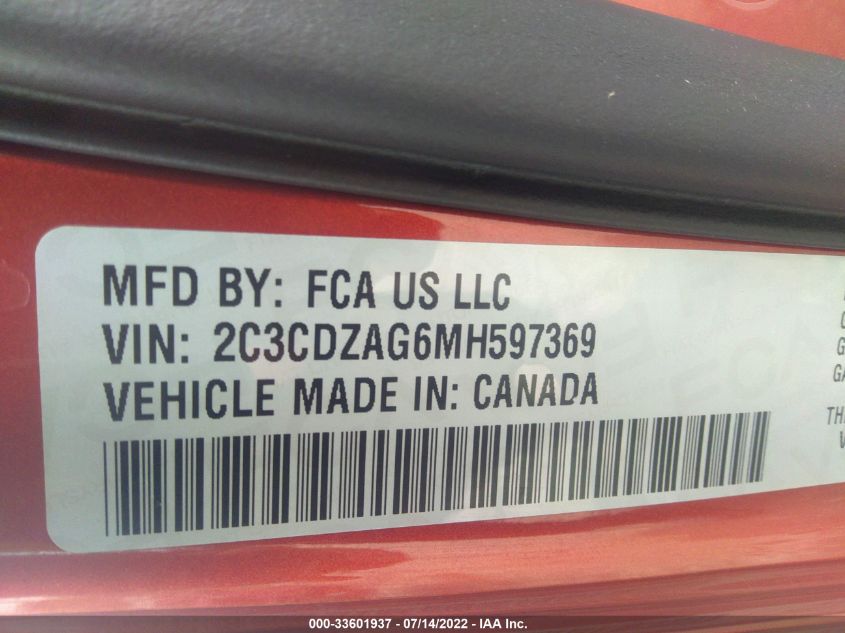 MFD BY: FCA US LLC
VIN: 2C3CDZAG6MH597369
VEHICLE MADE IN: CANADA
000-33601937 - 07/14/2022 - IAA Inc.